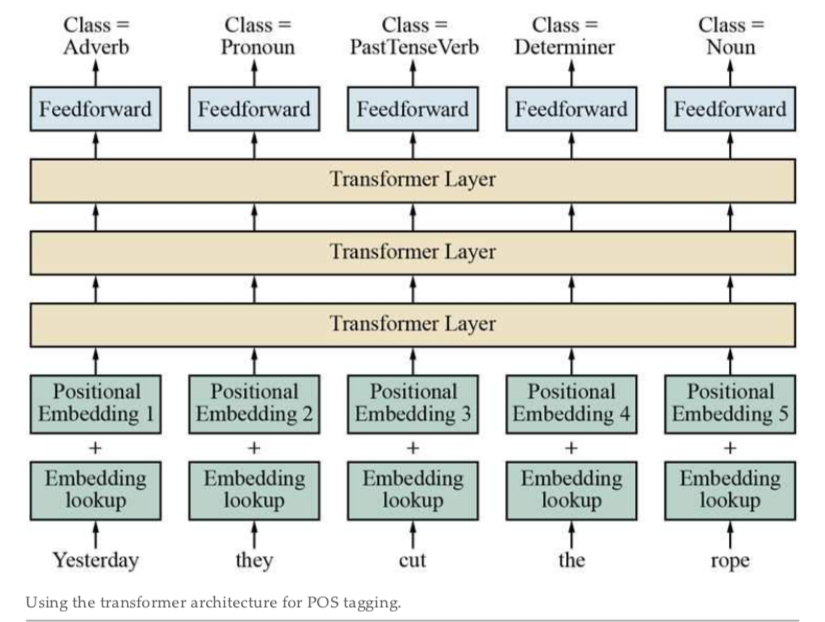 Class = Class = Class = Class = Class =
Adverb Pronoun PastTenseVerb Determiner Noun
Feedforward Feedforward Feedforward Feedforward Feedforward
Transformer Layer
Transformer Layer
Transformer Layer
Positional Positional Positional Positional Positional
Embedding 1 Embedding 2 Embedding 3 Embedding 4 Embedding 5
+ + + + +
Embedding Embedding Embedding Embedding Embedding
lookup lookup lookup lookup lookup
Yesterday they cut the rope
Using the transformer architecture for POS tagging.